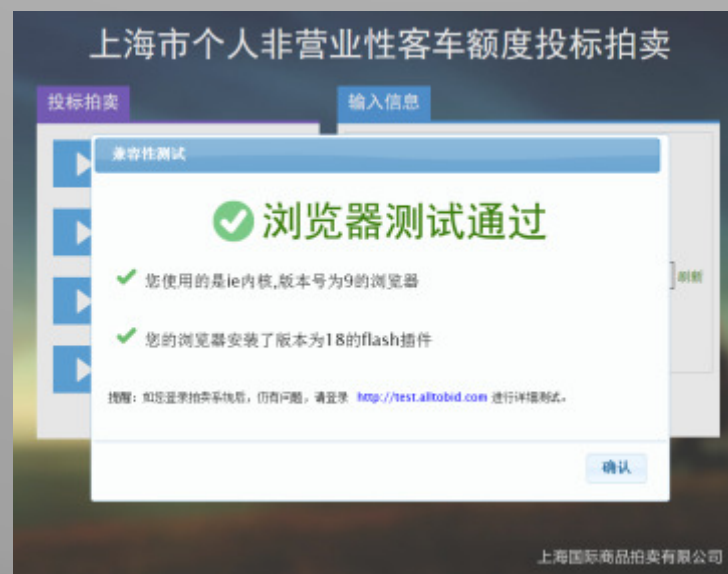 上海市个人非营业性客车额度投标拍卖
投标拍卖
输入信息
兼容性测试
浏览器测试通过
您使用的是ie内核,版本号为9的浏览器
您的浏览器安装了版本为18的flash插件
刷新
提醒：如您登录拍卖系统后，仍有问题，请登录 http://test.alltobid.com 进行详细测试。
确认
上海国际商品拍卖有限公司